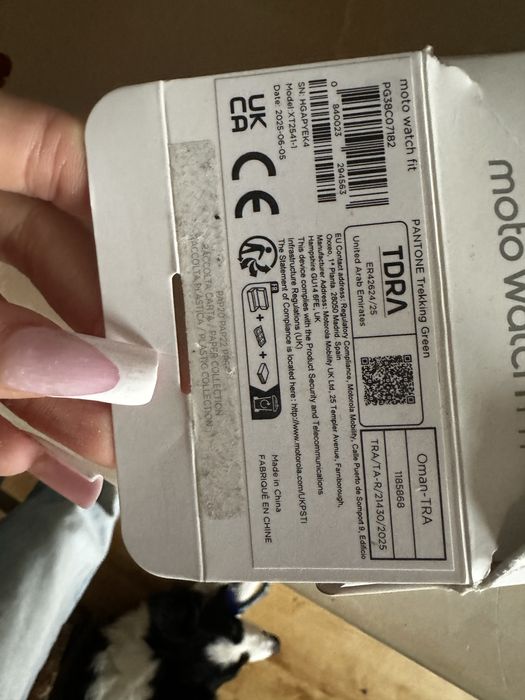 moto watch
moto watch fit
PG38C07182
PANTONE Trekking Green
0 840023 294563
SN: HGAPYEK4
Model: XT2541-1
Date: 2025-06-05
TDRA
ER42624/25
United Arab Emirates
Oman-TRA
1185868
TRA/TA-R/21430/2025
EU Contact address: Regulatory Compliance, Motorola Mobility, Calle Puerto de Somport 9, Edificio
Oxxeo, 1ª Planta, 28050 Madrid Spain
Manufacturer Address: Motorola Mobility UK Ltd, 25 Templer Avenue, Farnborough,
Hampshire GU14 6FE, UK
This device complies with the Product Security and Telecommunications
Infrastructure Regulations (UK)
The Statement of Compliance is located here: http://www.motorola.com/UKPSTI
UK
CA
CE
FR
+ + +
Made in China
FABRIQUÉ EN CHINE
PAP20 PAP22
RACCOLTA CARTA / PAPER COLLECTION
RACCOLTA PLASTICA / PLASTIC COLLECTION